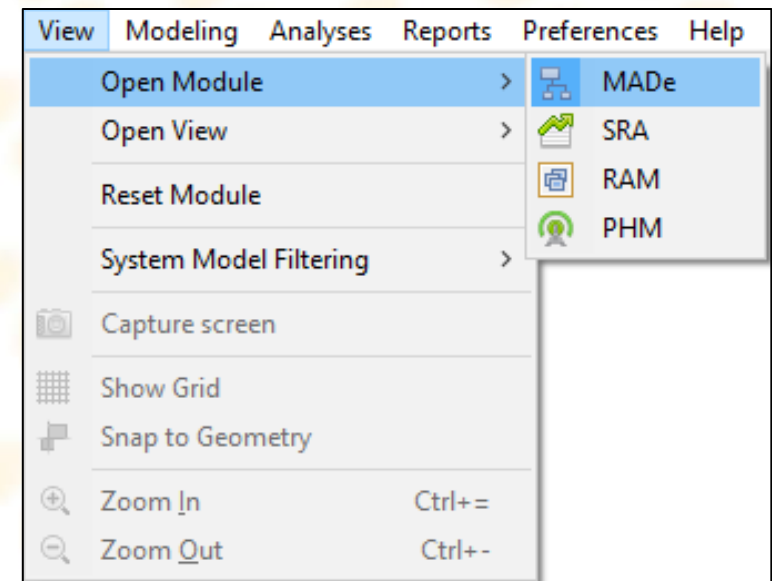 View Modeling Analyses Reports Preferences Help
Open Module > MADe
Open View > SRA
Reset Module RAM
PHM
System Model Filtering >
Capture screen
Show Grid
Snap to Geometry
Zoom In Ctrl+=
Zoom Out Ctrl+-